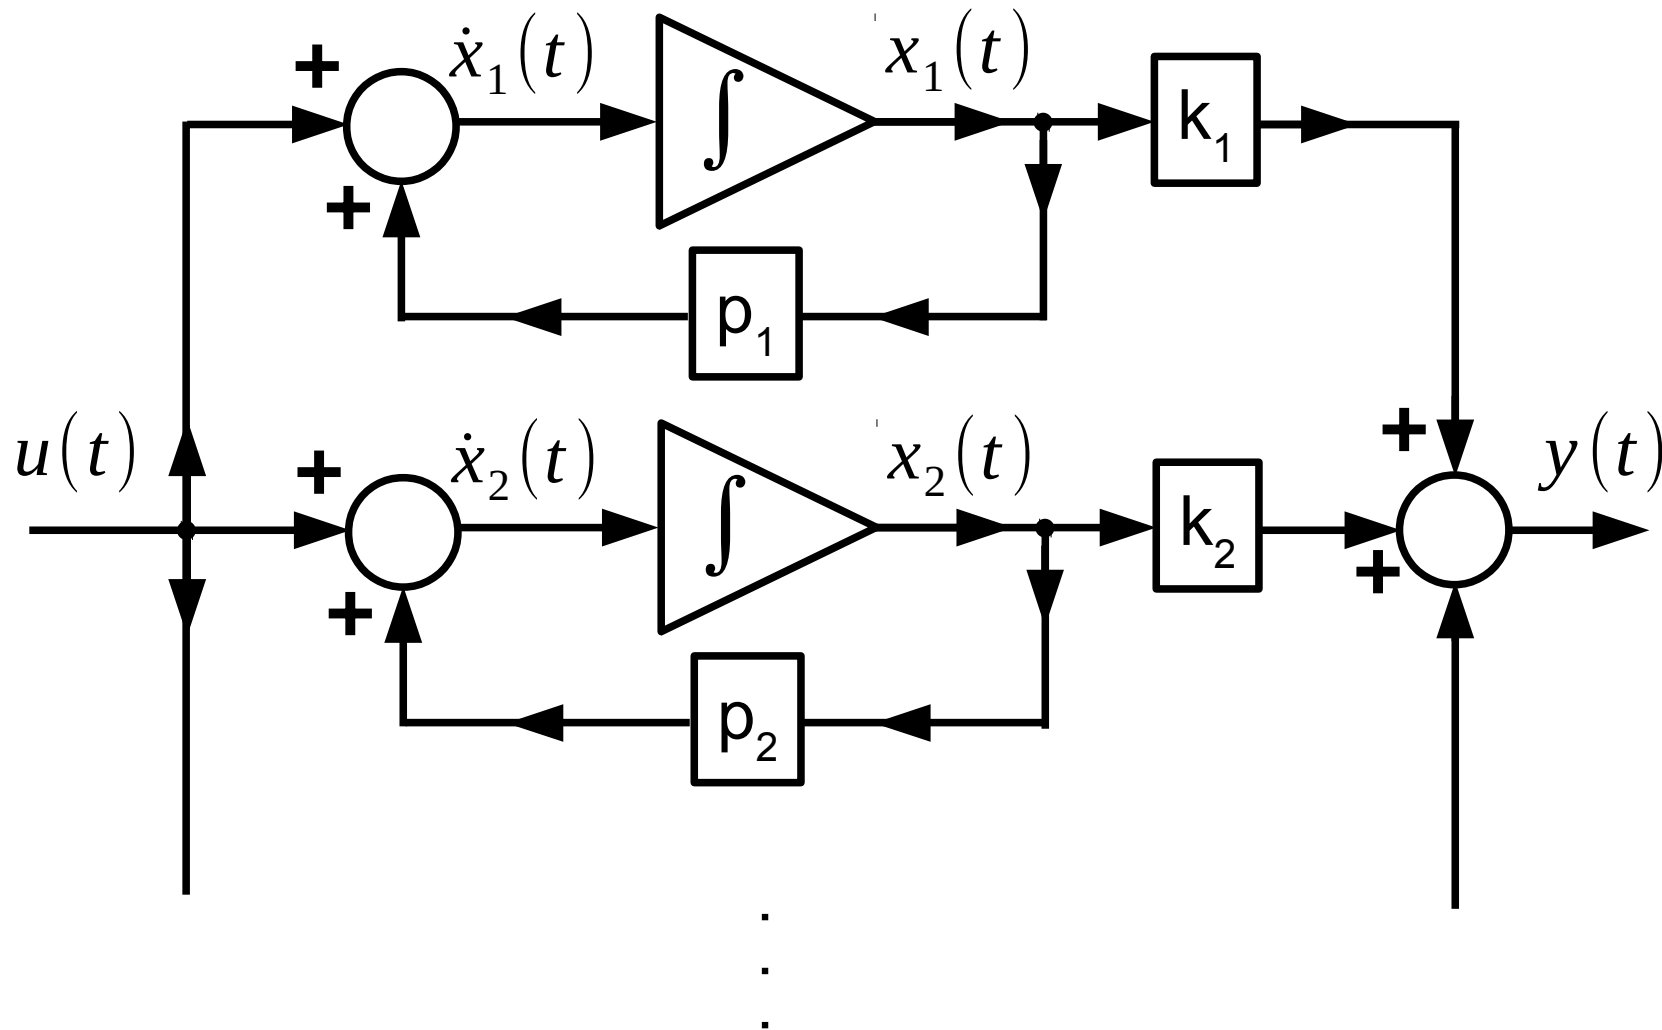 + ẋ₁(t) ∫ x₁(t) k₁
+
p₁
u(t) + ẋ₂(t) ∫ x₂(t) k₂ + y(t)
+ +
p₂
.
.
.